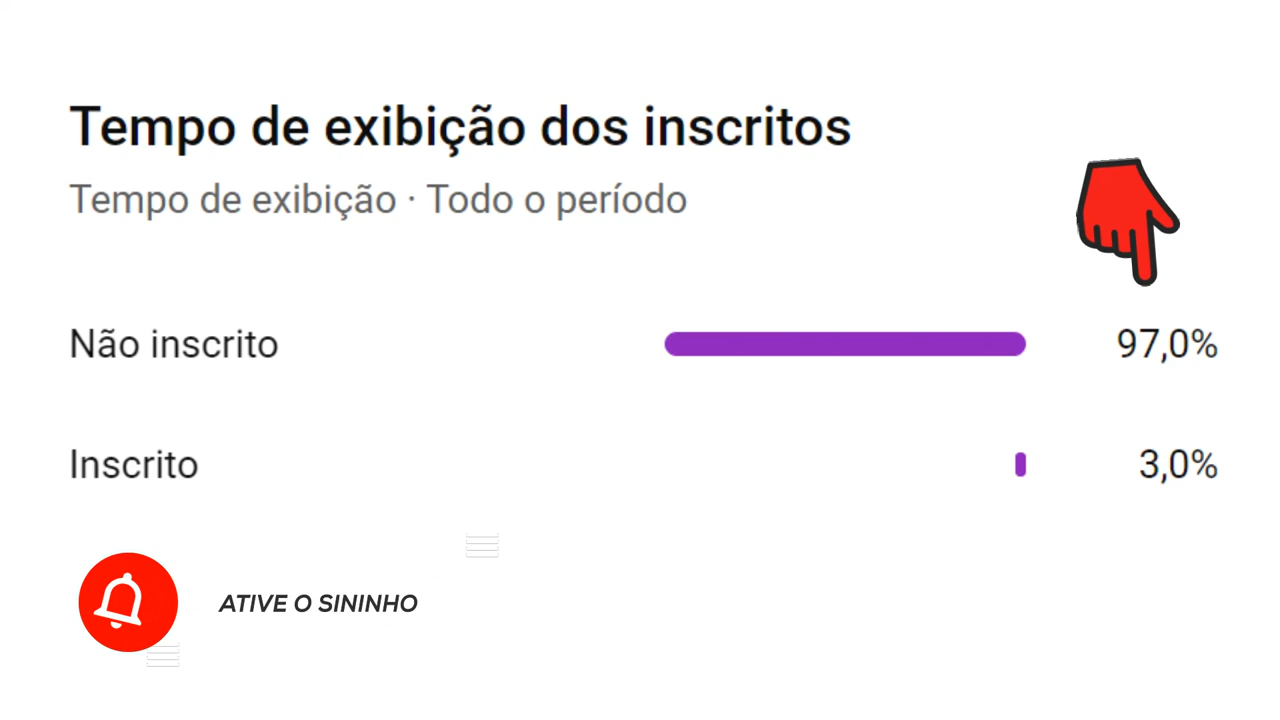 Tempo de exibição dos inscritos
Tempo de exibição · Todo o período
Não inscrito 97,0%
Inscrito 3,0%
ATIVE O SININHO